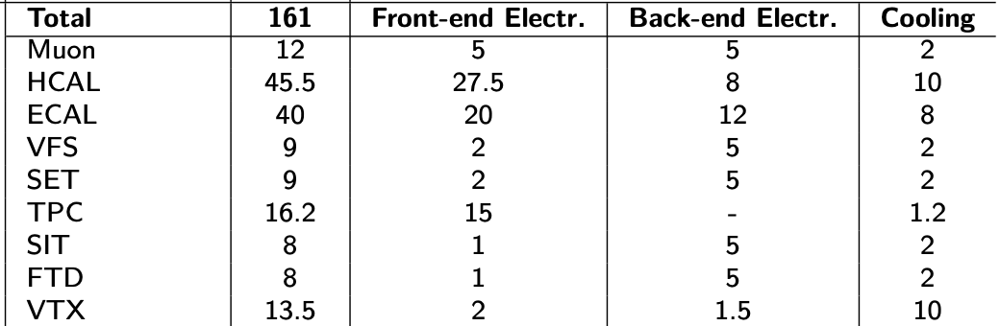 Total 161 Front-end Electr. Back-end Electr. Cooling
Muon 12 5 5 2
HCAL 45.5 27.5 8 10
ECAL 40 20 12 8
VFS 9 2 5 2
SET 9 2 5 2
TPC 16.2 15 - 1.2
SIT 8 1 5 2
FTD 8 1 5 2
VTX 13.5 2 1.5 10